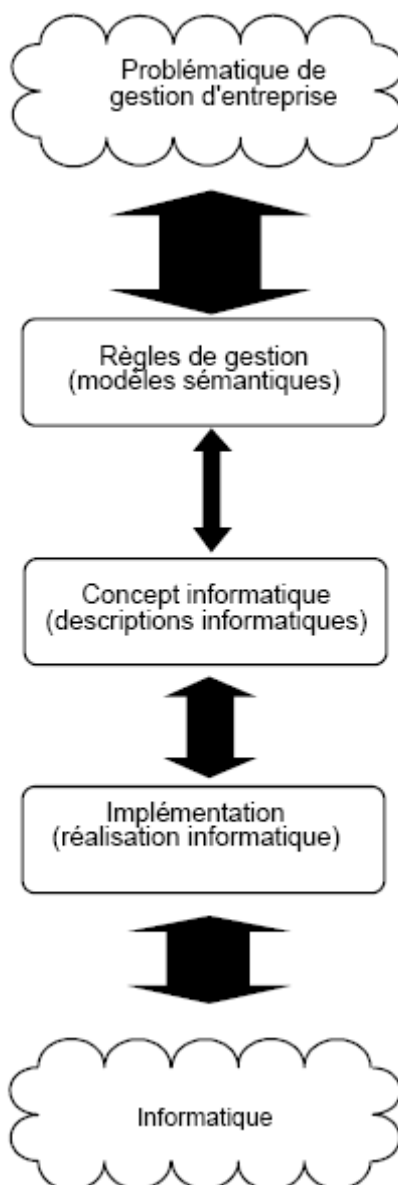 Problématique de
gestion d'entreprise
Règles de gestion
(modèles sémantiques)
Concept informatique
(descriptions informatiques)
Implémentation
(réalisation informatique)
Informatique